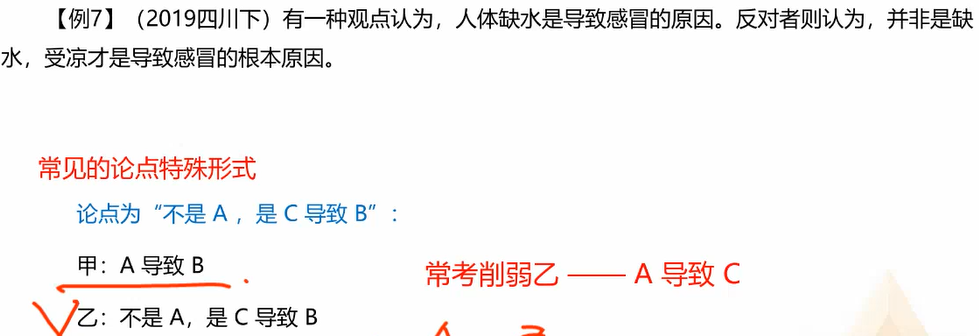 【例7】（2019四川下）有一种观点认为，人体缺水是导致感冒的原因。反对者则认为，并非是缺
水，受凉才是导致感冒的根本原因。
常见的论点特殊形式
论点为“不是 A ，是 C 导致 B”：
甲：A 导致 B
常考削弱乙 —— A 导致 C
乙：不是 A，是 C 导致 B